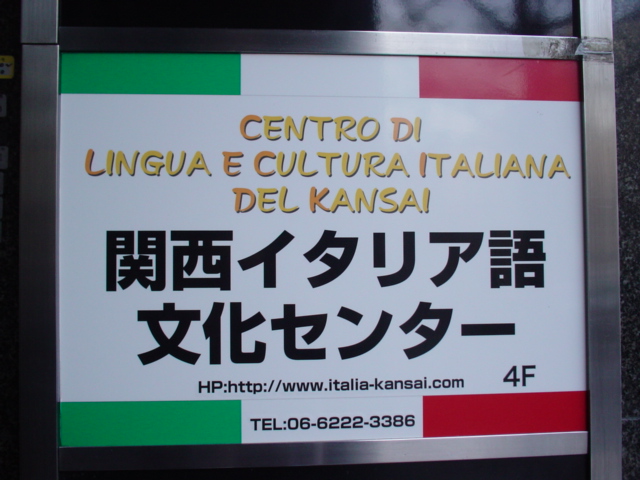 CENTRO DI
LINGUA E CULTURA ITALIANA
DEL KANSAI
関西イタリア語
文化センター
HP:http://www.italia-kansai.com 4F
TEL:06-6222-3386